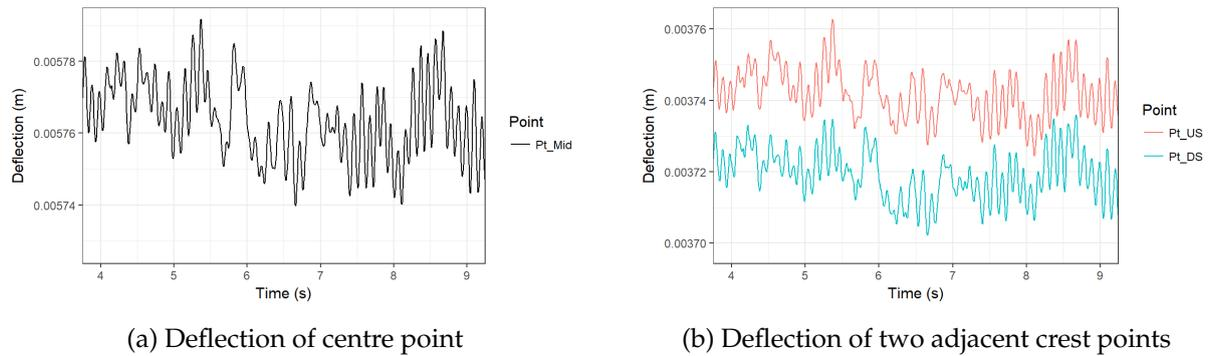 0.00578
0.00576
0.00574
Deflection (m)
4 5 6 7 8 9
Time (s)
Point
Pt_Mid
(a) Deflection of centre point
0.00376
0.00374
0.00372
0.00370
Deflection (m)
4 5 6 7 8 9
Time (s)
Point
Pt_US
Pt_DS
(b) Deflection of two adjacent crest points